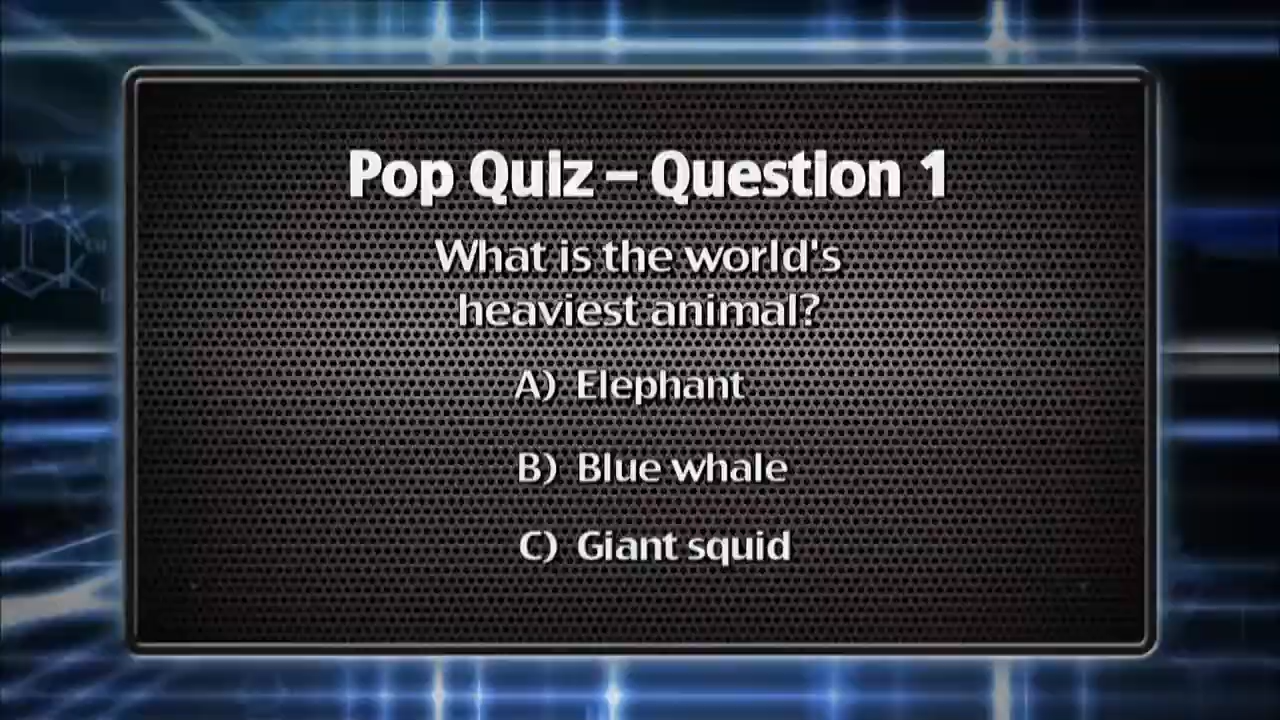 Pop Quiz – Question 1
What is the world's
heaviest animal?
A) Elephant
B) Blue whale
C) Giant squid